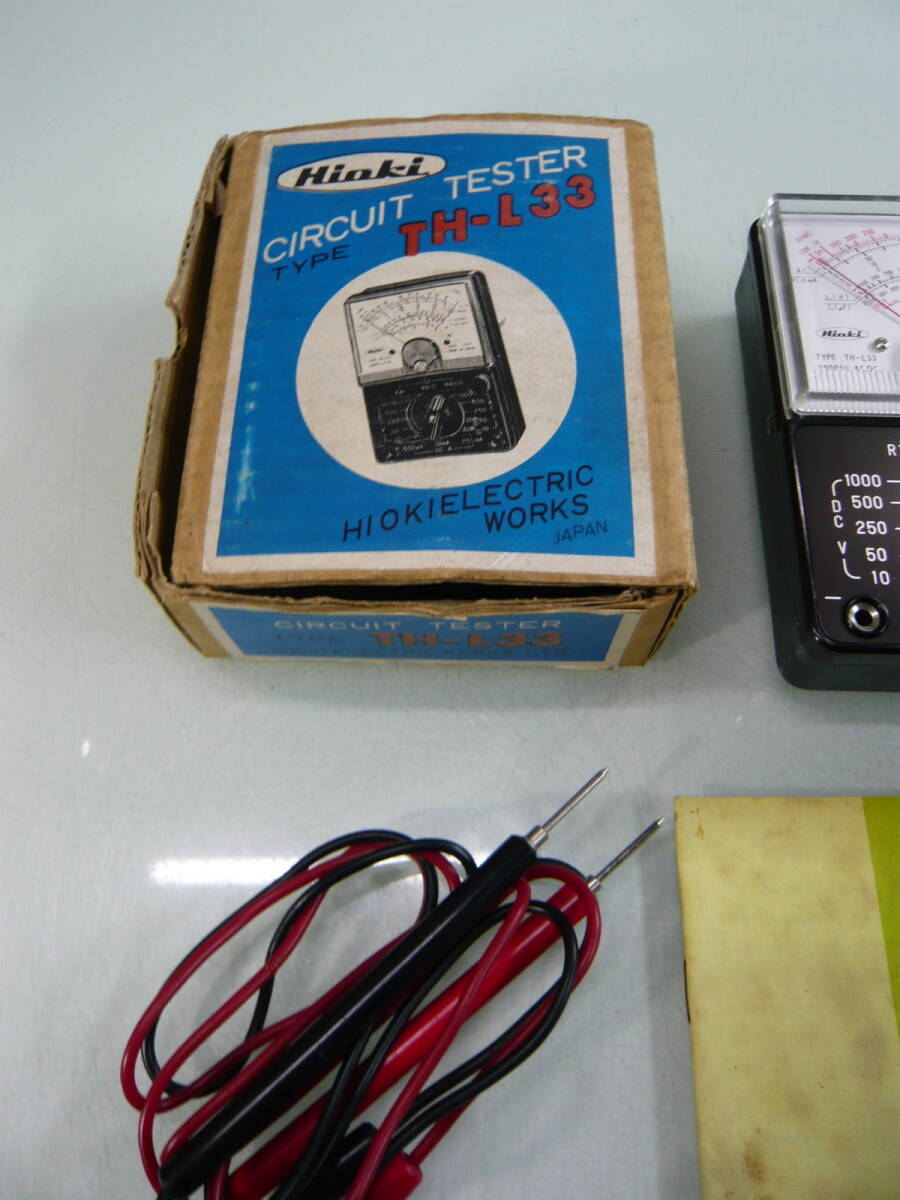 Hioki
CIRCUIT TESTER
TYPE TH-L33
HIOKIELECTRIC
WORKS
JAPAN
CIRCUIT TESTER
TYPE TH-L33
Hioki
TYPE TH-L33
1000
500
250
50
10
DC V